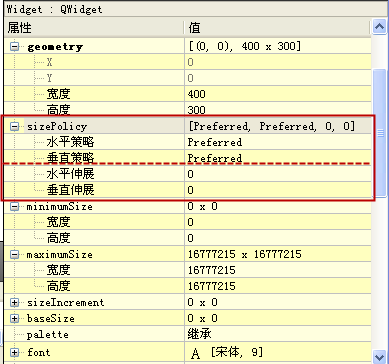 Widget : QWidget
属性 值
geometry [(0, 0), 400 x 300]
X 0
Y 0
宽度 400
高度 300
sizePolicy [Preferred, Preferred, 0, 0]
水平策略 Preferred
垂直策略 Preferred
水平伸展 0
垂直伸展 0
minimumSize 0 x 0
宽度 0
高度 0
maximumSize 16777215 x 16777215
宽度 16777215
高度 16777215
sizeIncrement 0 x 0
baseSize 0 x 0
palette 继承
font A [宋体, 9]